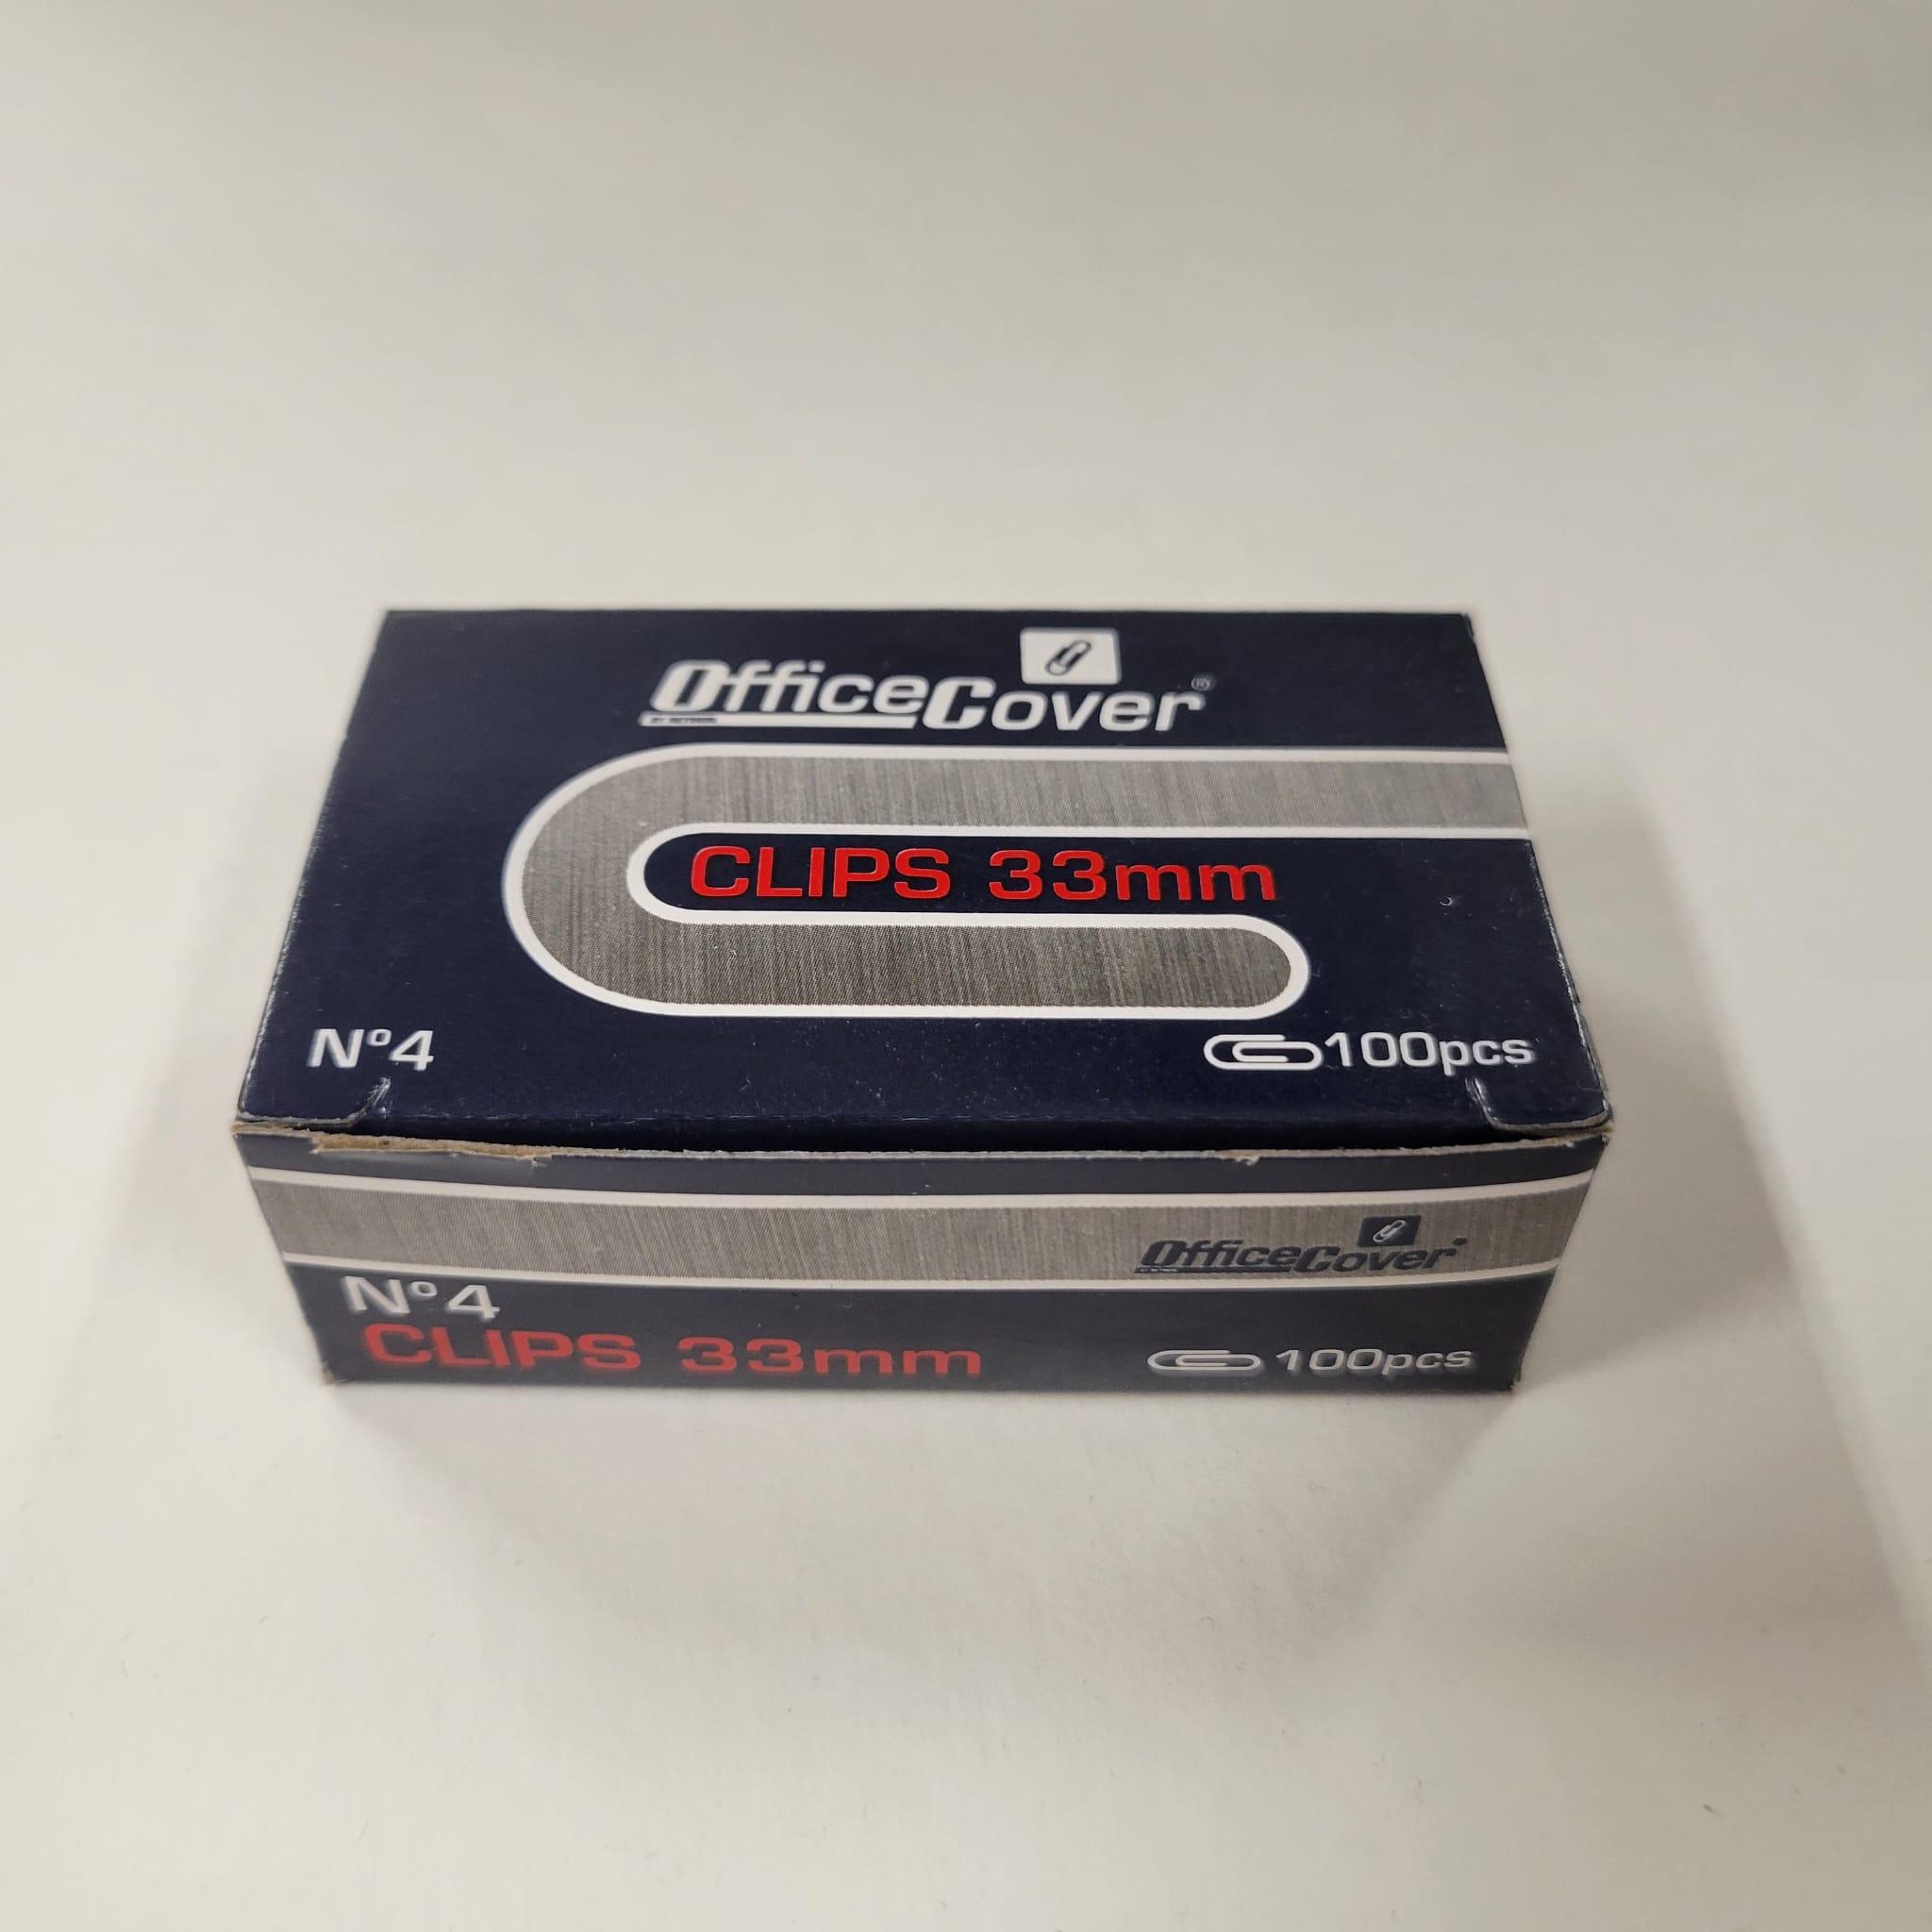 OfficeCover®
CLIPS 33mm
Nº4
100pcs
OfficeCover
Nº4
CLIPS 33mm
100pcs